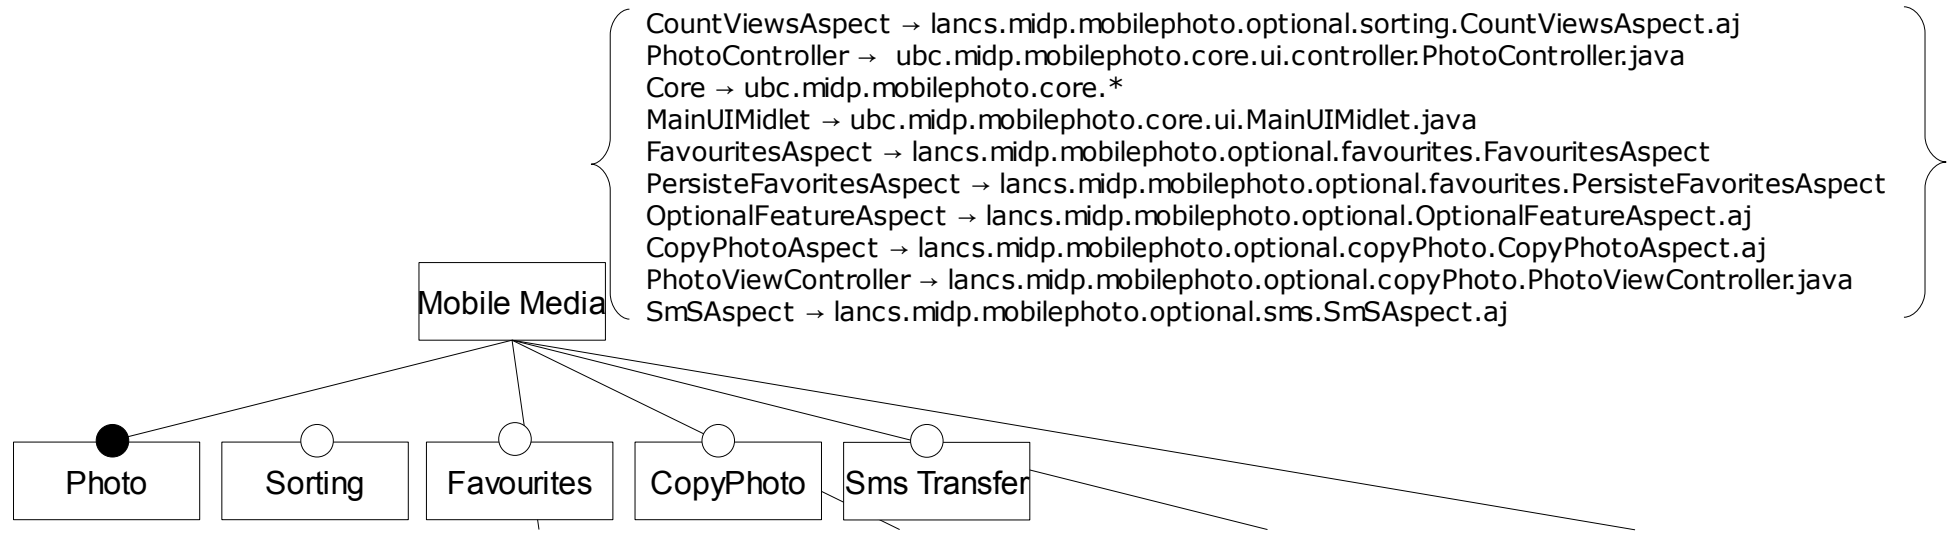 CountViewsAspect → lancs.midp.mobilephoto.optional.sorting.CountViewsAspect.aj
PhotoController → ubc.midp.mobilephoto.core.ui.controller.PhotoController.java
Core → ubc.midp.mobilephoto.core.*
MainUIMidlet → ubc.midp.mobilephoto.core.ui.MainUIMidlet.java
FavouritesAspect → lancs.midp.mobilephoto.optional.favourites.FavouritesAspect
PersisteFavoritesAspect → lancs.midp.mobilephoto.optional.favourites.PersisteFavoritesAspect
OptionalFeatureAspect → lancs.midp.mobilephoto.optional.OptionalFeatureAspect.aj
CopyPhotoAspect → lancs.midp.mobilephoto.optional.copyPhoto.CopyPhotoAspect.aj
PhotoViewController → lancs.midp.mobilephoto.optional.copyPhoto.PhotoViewController.java
SmSAspect → lancs.midp.mobilephoto.optional.sms.SmSAspect.aj
Mobile Media
Photo
Sorting
Favourites
CopyPhoto
Sms Transfer